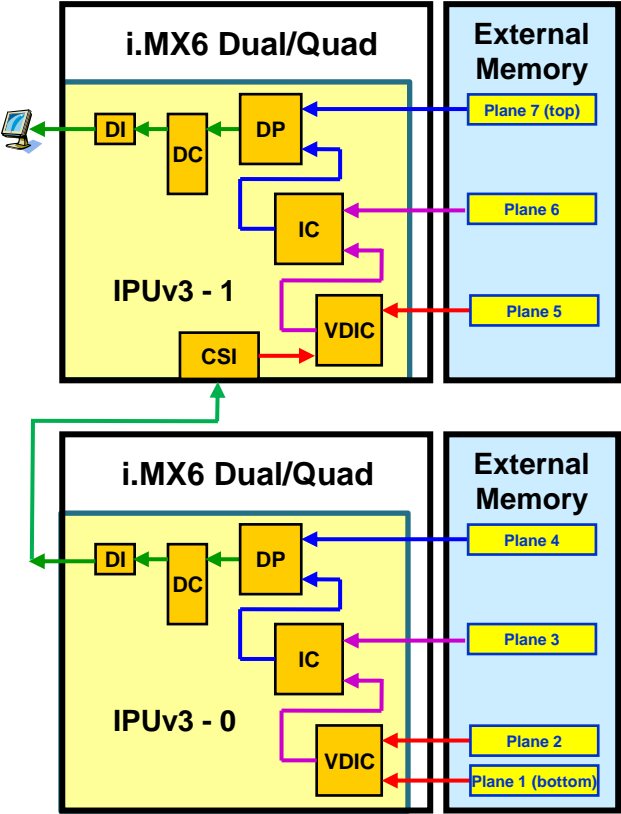 i.MX6 Dual/Quad
External
Memory
Plane 7 (top)
DI
DC
DP
Plane 6
IC
IPUv3 - 1
Plane 5
VDIC
CSI
i.MX6 Dual/Quad
External
Memory
Plane 4
DI
DC
DP
Plane 3
IC
IPUv3 - 0
Plane 2
VDIC
Plane 1 (bottom)